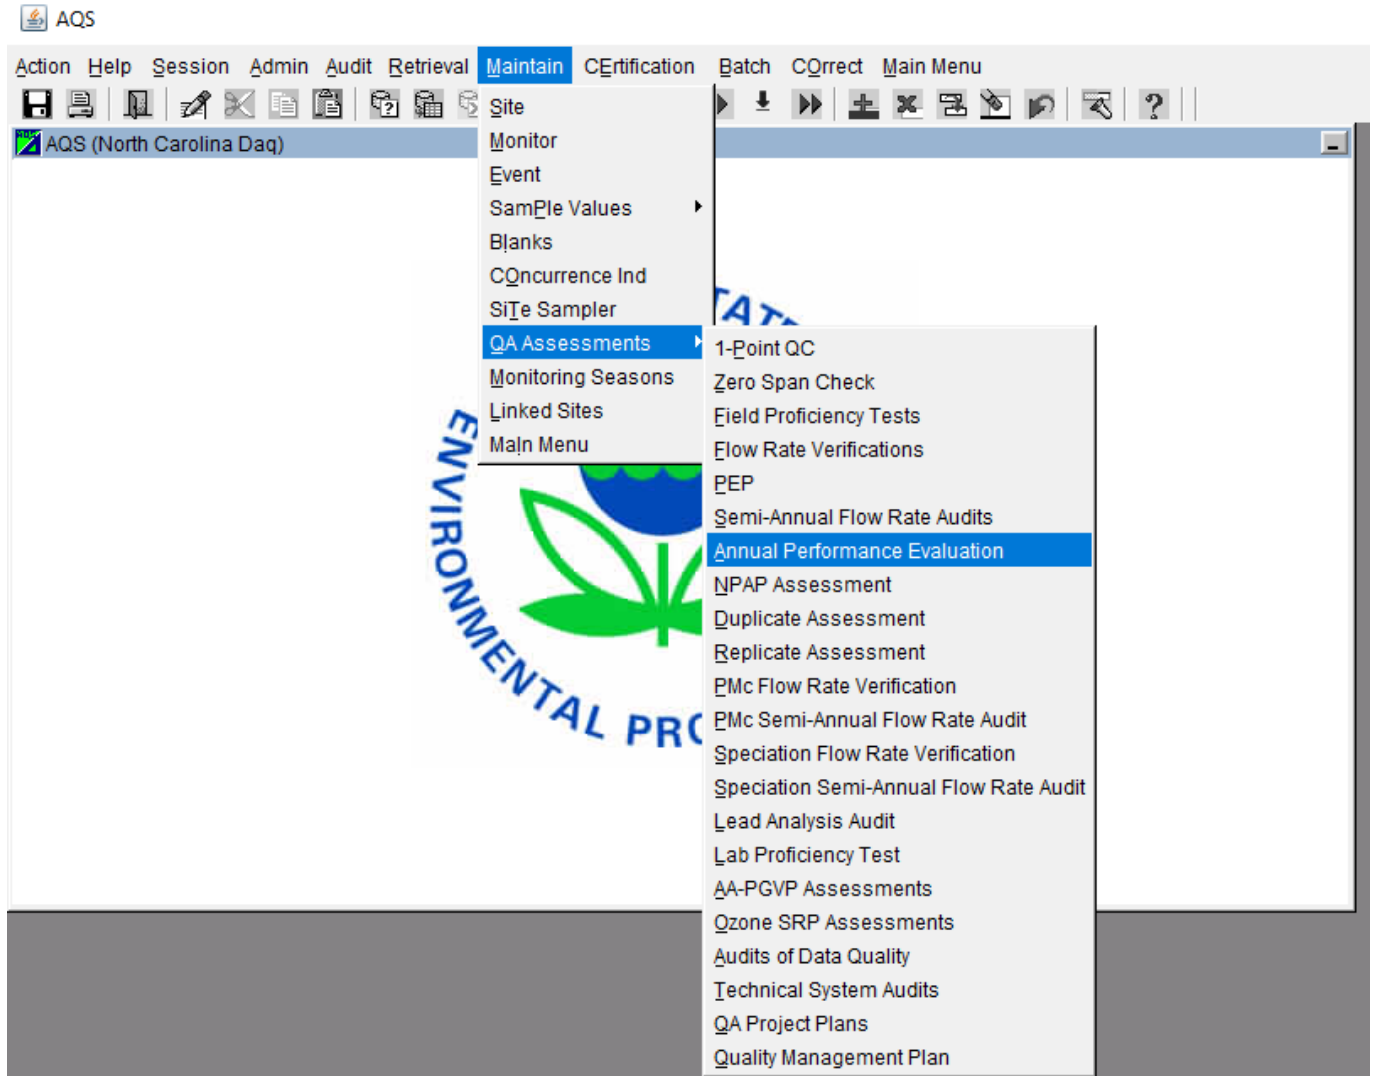 AQS
Action Help Session Admin Audit Retrieval Maintain CErtification Batch COrrect Main Menu
AQS (North Carolina Daq)
Site
Monitor
Event
SamPle Values
Blanks
COncurrence Ind
SiTe Sampler
QA Assessments
Monitoring Seasons
Linked Sites
MaIn Menu
1-Point QC
Zero Span Check
Field Proficiency Tests
Flow Rate Verifications
PEP
Semi-Annual Flow Rate Audits
Annual Performance Evaluation
NPAP Assessment
Duplicate Assessment
Replicate Assessment
PMc Flow Rate Verification
PMc Semi-Annual Flow Rate Audit
Speciation Flow Rate Verification
Speciation Semi-Annual Flow Rate Audit
Lead Analysis Audit
Lab Proficiency Test
AA-PGVP Assessments
Ozone SRP Assessments
Audits of Data Quality
Technical System Audits
QA Project Plans
Quality Management Plan
TATE
ENVIRONMENTAL PRO